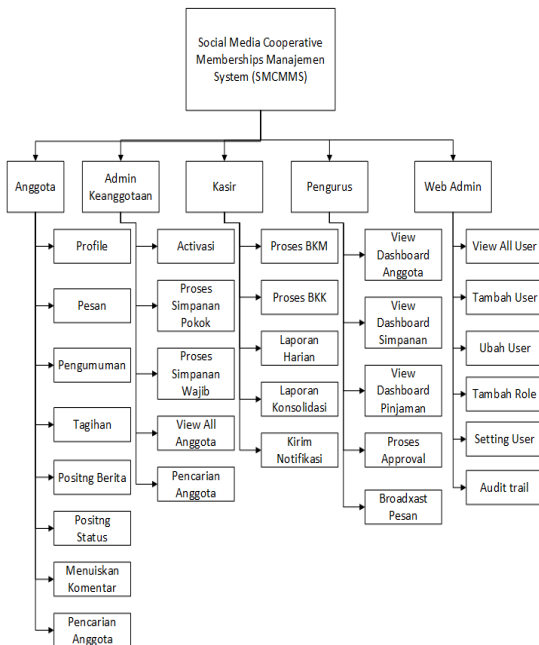 Social Media Cooperative
Memberships Manajemen
System (SMCMMS)
Anggota
Admin
Keanggotaan
Kasir
Pengurus
Web Admin
Profile
Pesan
Pengumuman
Tagihan
Positng Berita
Positng
Status
Menuiskan
Komentar
Pencarian
Anggota
Activasi
Proses
Simpanan
Pokok
Proses
Simpanan
Wajib
View All
Anggota
Pencarian
Anggota
Proses BKM
Proses BKK
Laporan
Harian
Laporan
Konsolidasi
Kirim
Notifikasi
View
Dashboard
Anggota
View
Dashboard
Simpanan
View
Dashboard
Pinjaman
Proses
Approval
Broadxast
Pesan
View All User
Tambah User
Ubah User
Tambah Role
Setting User
Audit trail